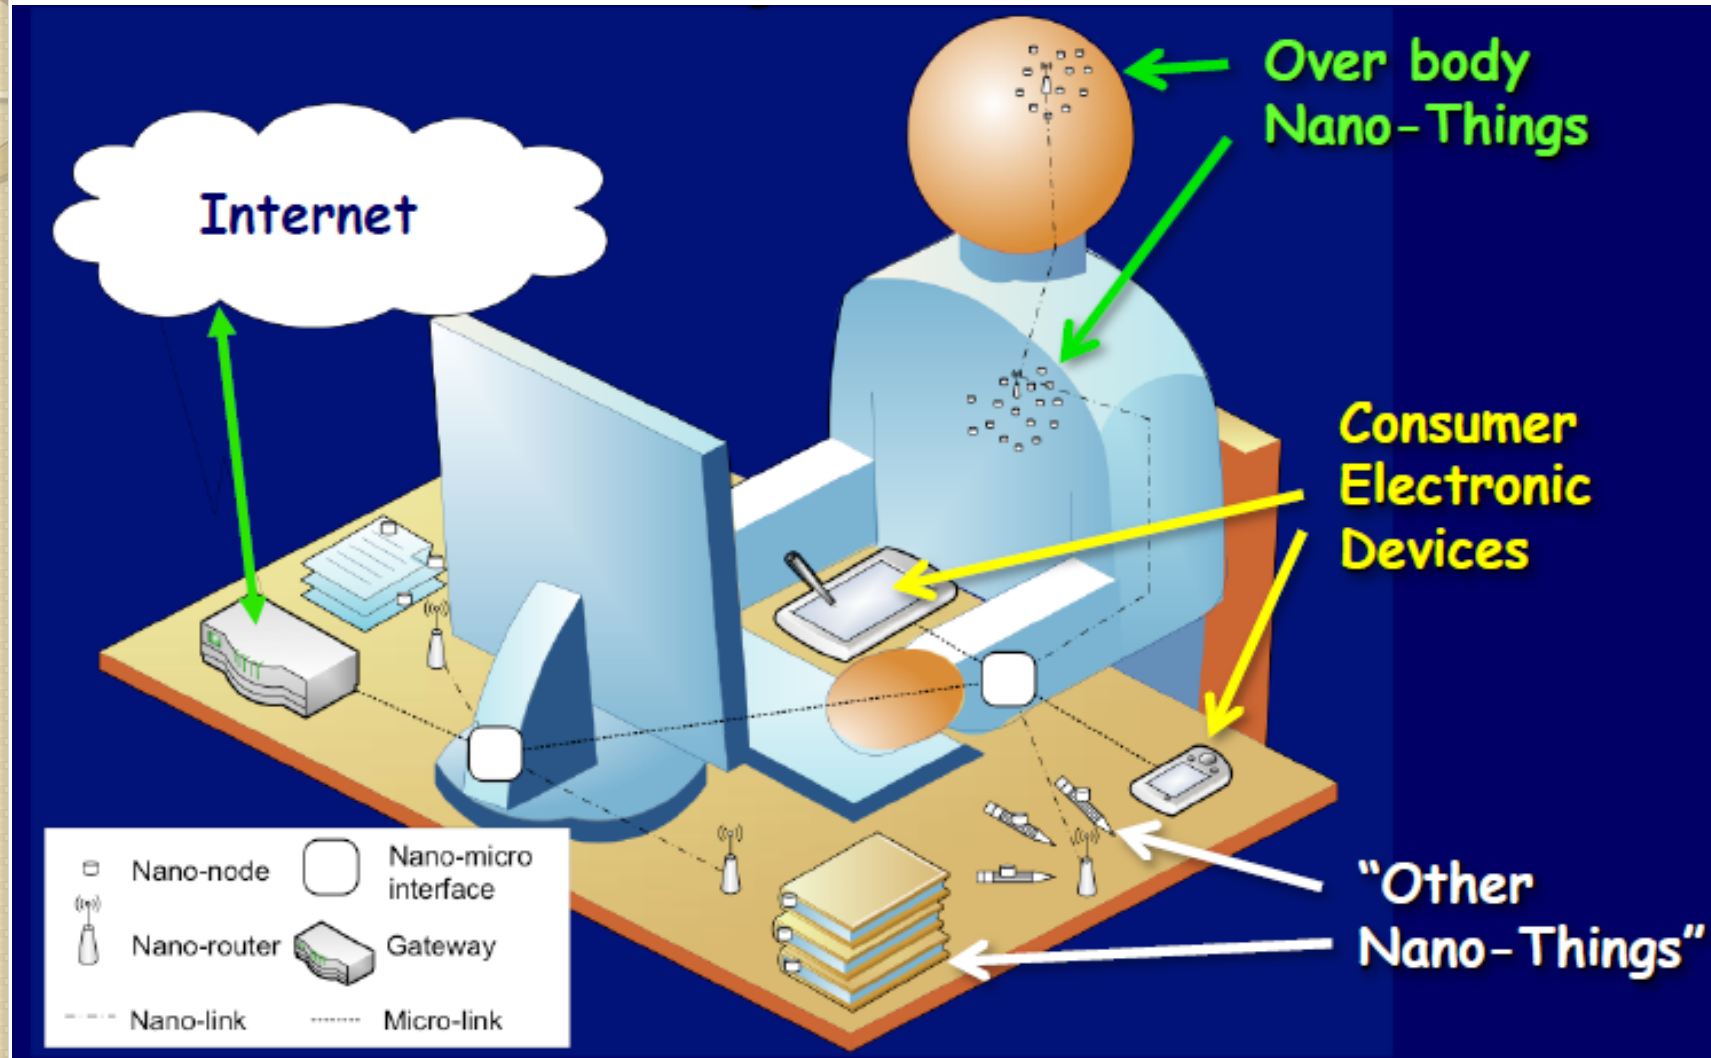 Over body
Nano-Things
Internet
Consumer
Electronic
Devices
"Other
Nano-Things"
Nano-node
Nano-micro
interface
Nano-router
Gateway
Nano-link
Micro-link